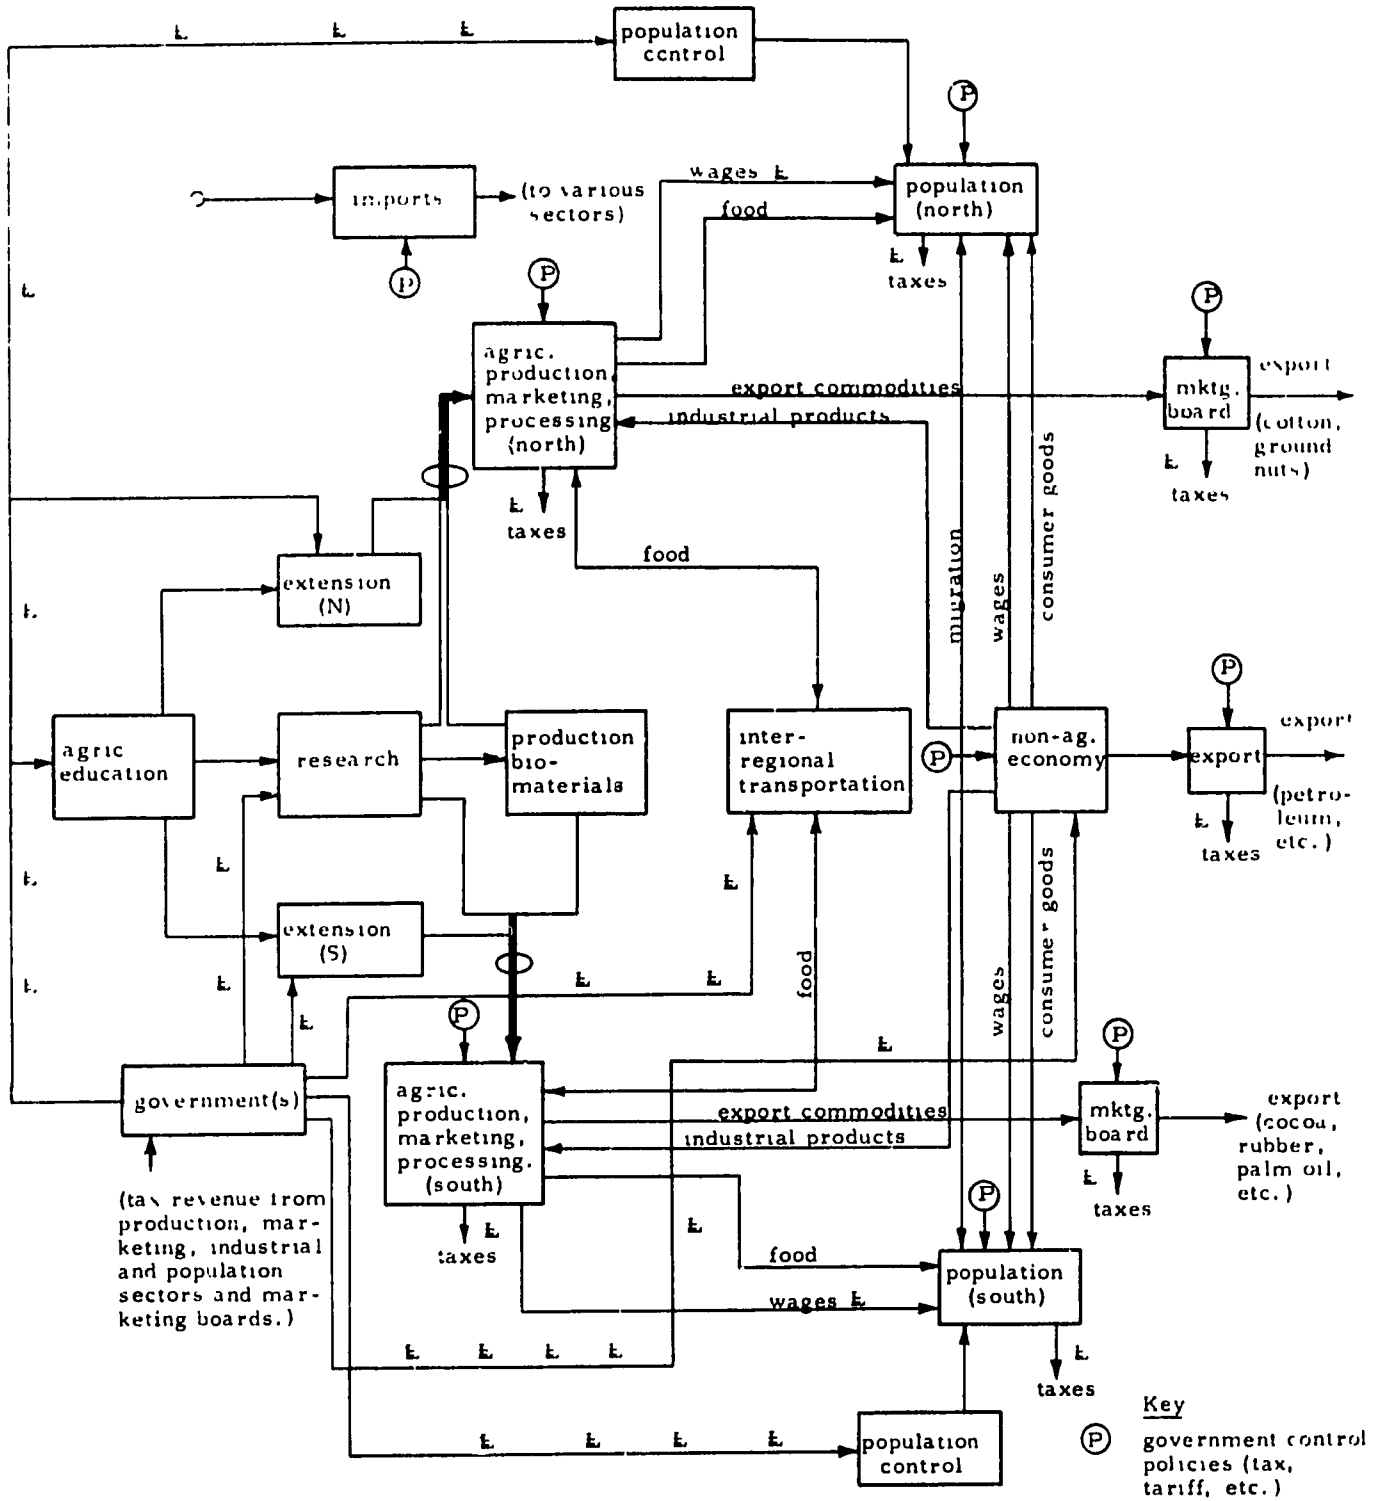 £ £ £
population
control
P
wages £
population
(north)
imports
(to various
sectors)
food
£
taxes
P
P
P
£
agric.
production,
marketing,
processing
(north)
export commodities
industrial products
mktg.
board
export
(cotton,
ground
nuts)
£
taxes
£
taxes
food
migration
wages
consumer goods
extension
(N)
£
P
agric
education
research
production
bio-
materials
inter-
regional
transportation
P
non-ag.
economy
export
export
(petro-
leum,
etc.)
£
taxes
£
£
£
extension
(S)
food
wages
consumer goods
£
£
£ £
£
P
£
P
government(s)
agric.
production,
marketing,
processing.
(south)
export commodities
industrial products
mktg.
board
export
(cocoa,
rubber,
palm oil,
etc.)
£
taxes
(tax revenue from
production, mar-
keting, industrial
and population
sectors and mar-
keting boards.)
£
taxes
£
P
food
wages £
population
(south)
£ £ £ £
£
taxes
£ £ £ £
population
control
Key
P
government control
policies (tax,
tariff, etc.)